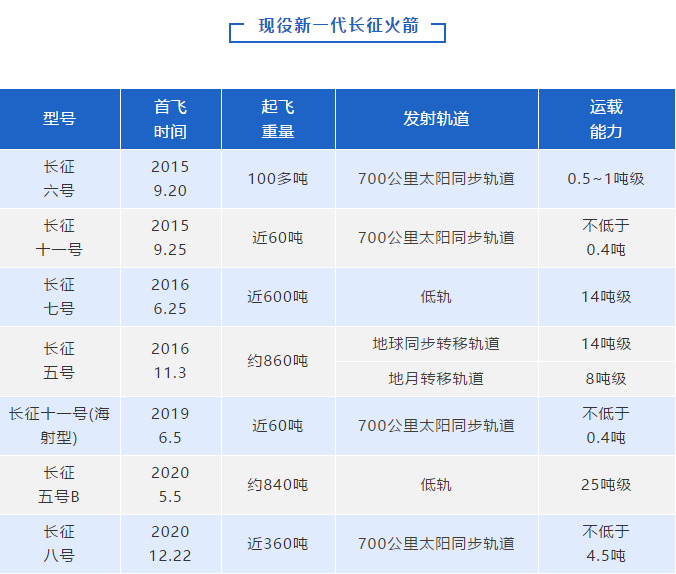 现役新一代长征火箭
型号
首飞
时间
起飞
重量
发射轨道
运载
能力
长征
六号
2015
9.20
100多吨
700公里太阳同步轨道
0.5~1吨级
长征
十一号
2015
9.25
近60吨
700公里太阳同步轨道
不低于
0.4吨
长征
七号
2016
6.25
近600吨
低轨
14吨级
长征
五号
2016
11.3
约860吨
地球同步转移轨道
14吨级
地月转移轨道
8吨级
长征十一号(海
射型)
2019
6.5
近60吨
700公里太阳同步轨道
不低于
0.4吨
长征
五号B
2020
5.5
约840吨
低轨
25吨级
长征
八号
2020
12.22
近360吨
700公里太阳同步轨道
不低于
4.5吨